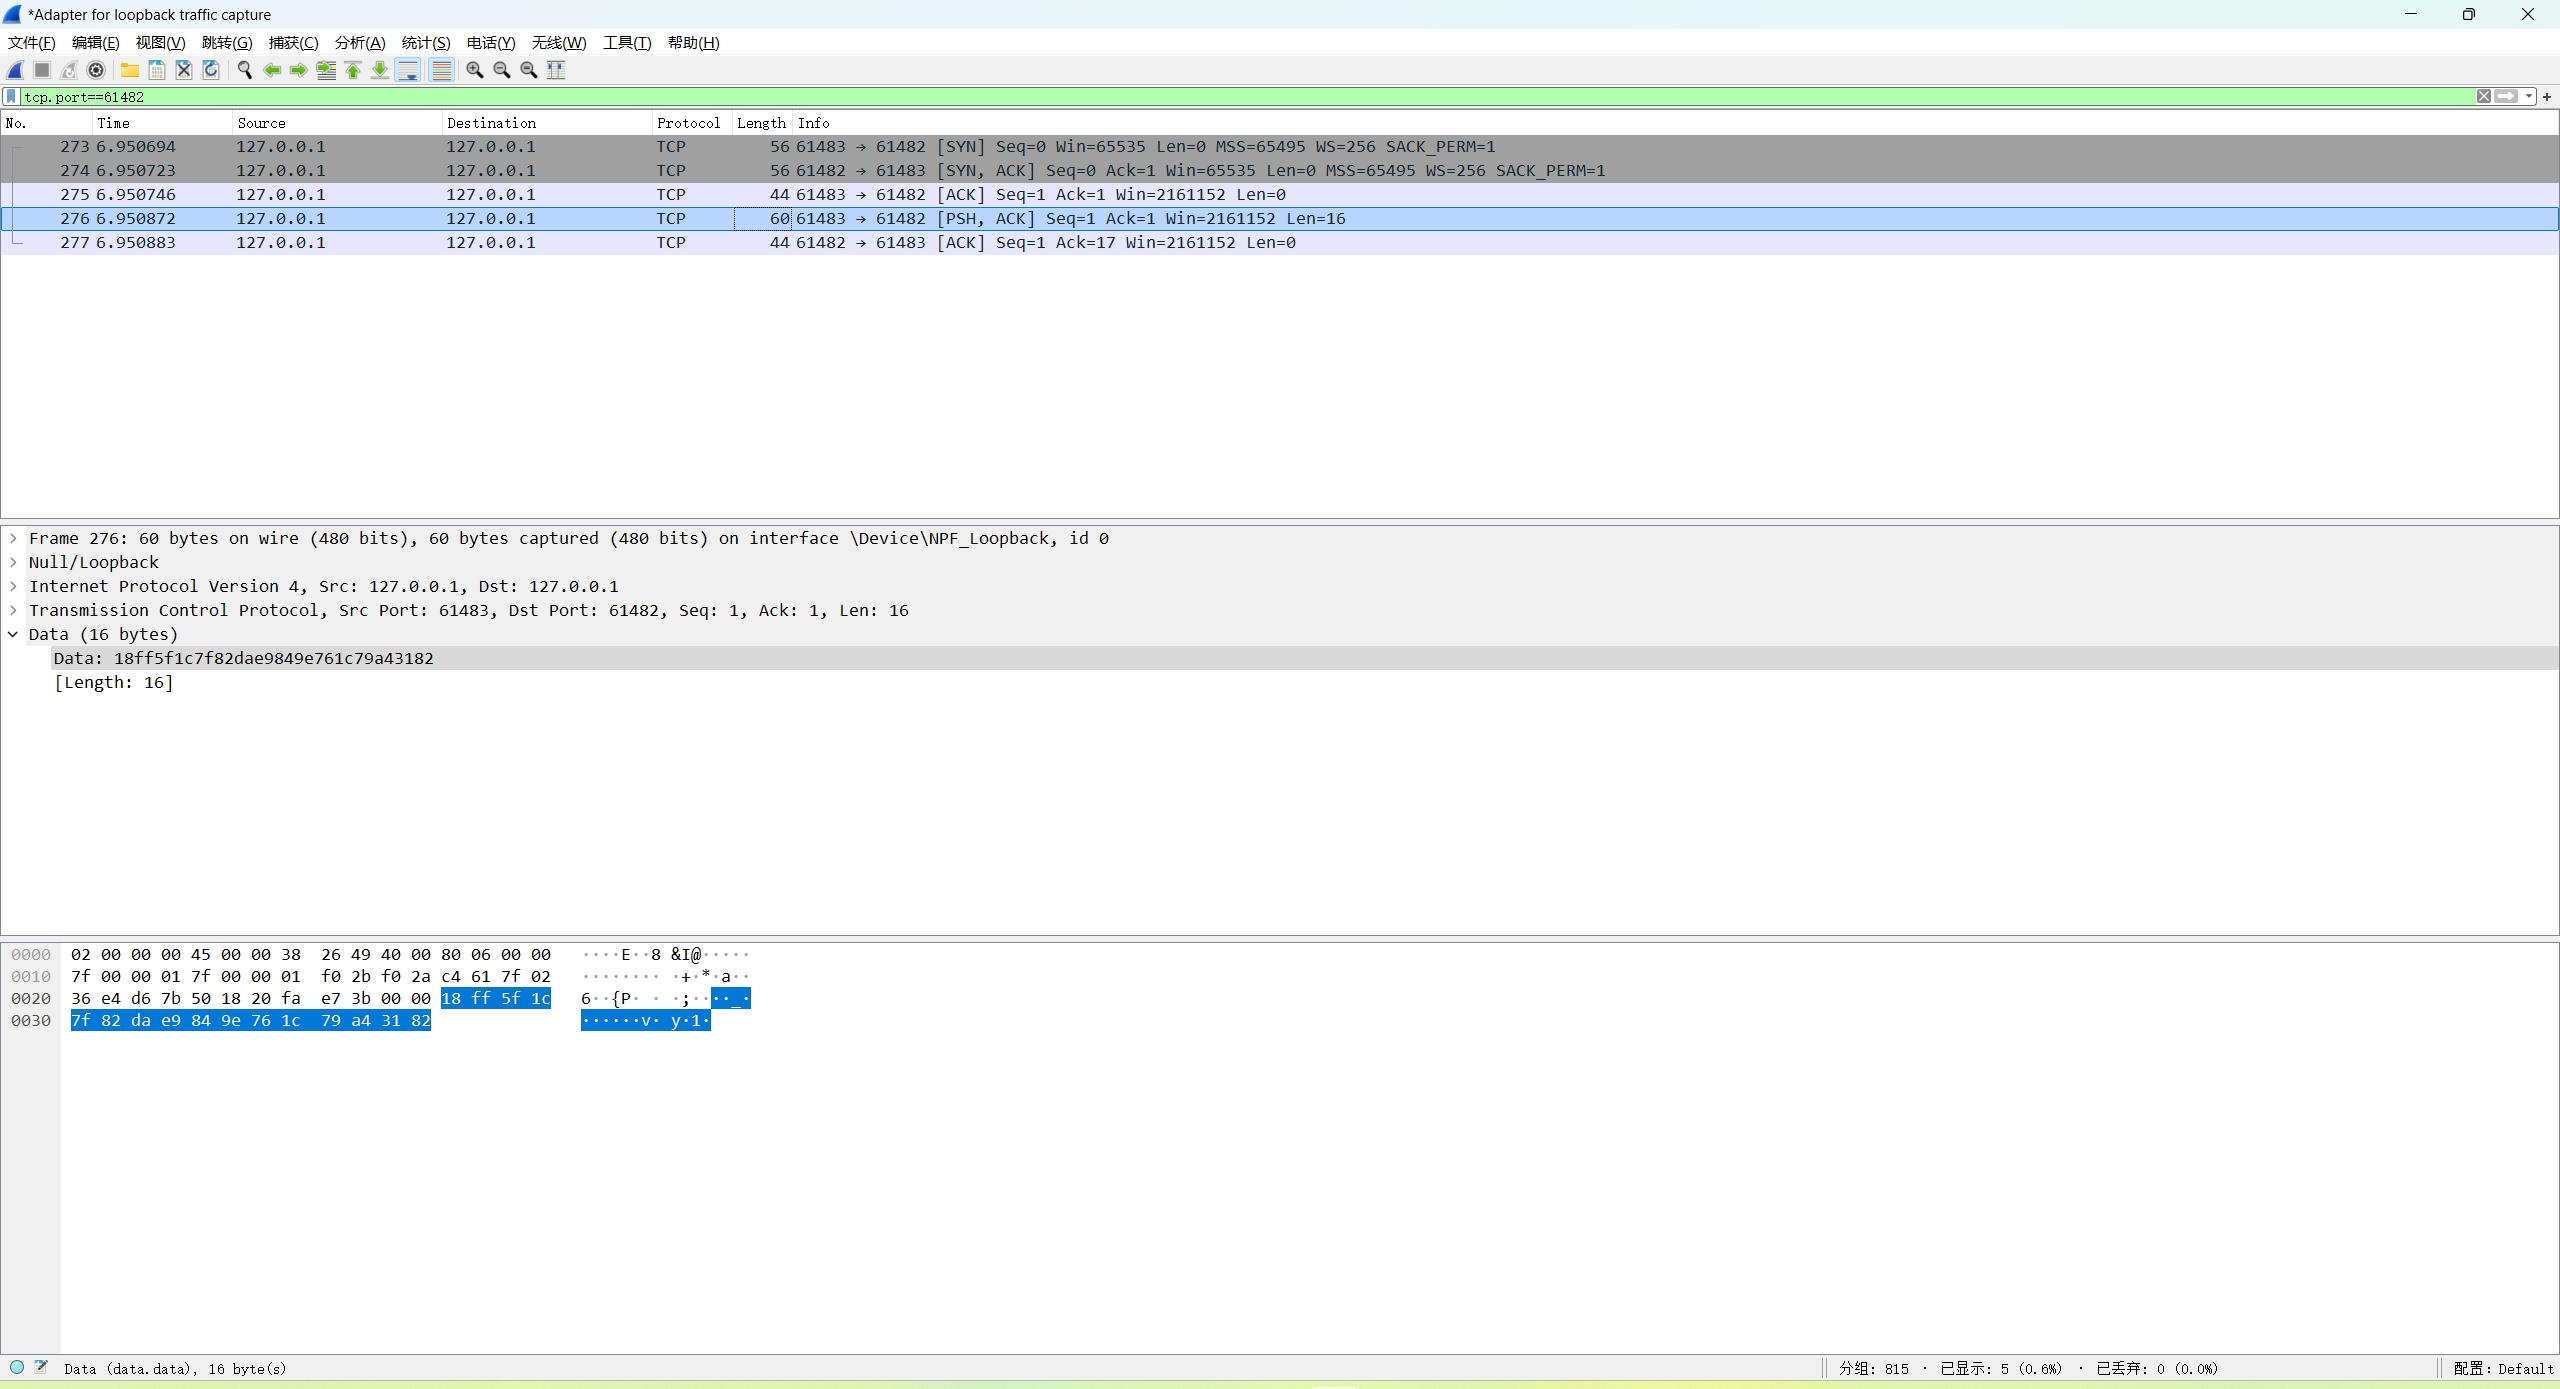 *Adapter for loopback traffic capture
文件(F) 编辑(E) 视图(V) 跳转(G) 捕获(C) 分析(A) 统计(S) 电话(Y) 无线(W) 工具(T) 帮助(H)
tcp.port==61482
No. Time Source Destination Protocol Length Info
273 6.950694 127.0.0.1 127.0.0.1 TCP 56 61483 → 61482 [SYN] Seq=0 Win=65535 Len=0 MSS=65495 WS=256 SACK_PERM=1
274 6.950723 127.0.0.1 127.0.0.1 TCP 56 61482 → 61483 [SYN, ACK] Seq=0 Ack=1 Win=65535 Len=0 MSS=65495 WS=256 SACK_PERM=1
275 6.950746 127.0.0.1 127.0.0.1 TCP 44 61483 → 61482 [ACK] Seq=1 Ack=1 Win=2161152 Len=0
276 6.950872 127.0.0.1 127.0.0.1 TCP 60 61483 → 61482 [PSH, ACK] Seq=1 Ack=1 Win=2161152 Len=16
277 6.950883 127.0.0.1 127.0.0.1 TCP 44 61482 → 61483 [ACK] Seq=1 Ack=17 Win=2161152 Len=0
Frame 276: 60 bytes on wire (480 bits), 60 bytes captured (480 bits) on interface \Device\NPF_Loopback, id 0
Null/Loopback
Internet Protocol Version 4, Src: 127.0.0.1, Dst: 127.0.0.1
Transmission Control Protocol, Src Port: 61483, Dst Port: 61482, Seq: 1, Ack: 1, Len: 16
Data (16 bytes)
Data: 18ff5f1c7f82dae9849e761c79a43182
[Length: 16]
0000 02 00 00 00 45 00 00 38 26 49 40 00 80 06 00 00 ····E··8 &I@·····
0010 7f 00 00 01 7f 00 00 01 f0 2b f0 2a c4 61 7f 02 ········ ·+·*·a··
0020 36 e4 d6 7b 50 18 20 fa e7 3b 00 00 18 ff 5f 1c 6··{P· · ·;····_·
0030 7f 82 da e9 84 9e 76 1c 79 a4 31 82 ······v· y·1·
Data (data.data), 16 byte(s)
分组: 815 · 已显示: 5 (0.6%) · 已丢弃: 0 (0.0%)
配置: Default